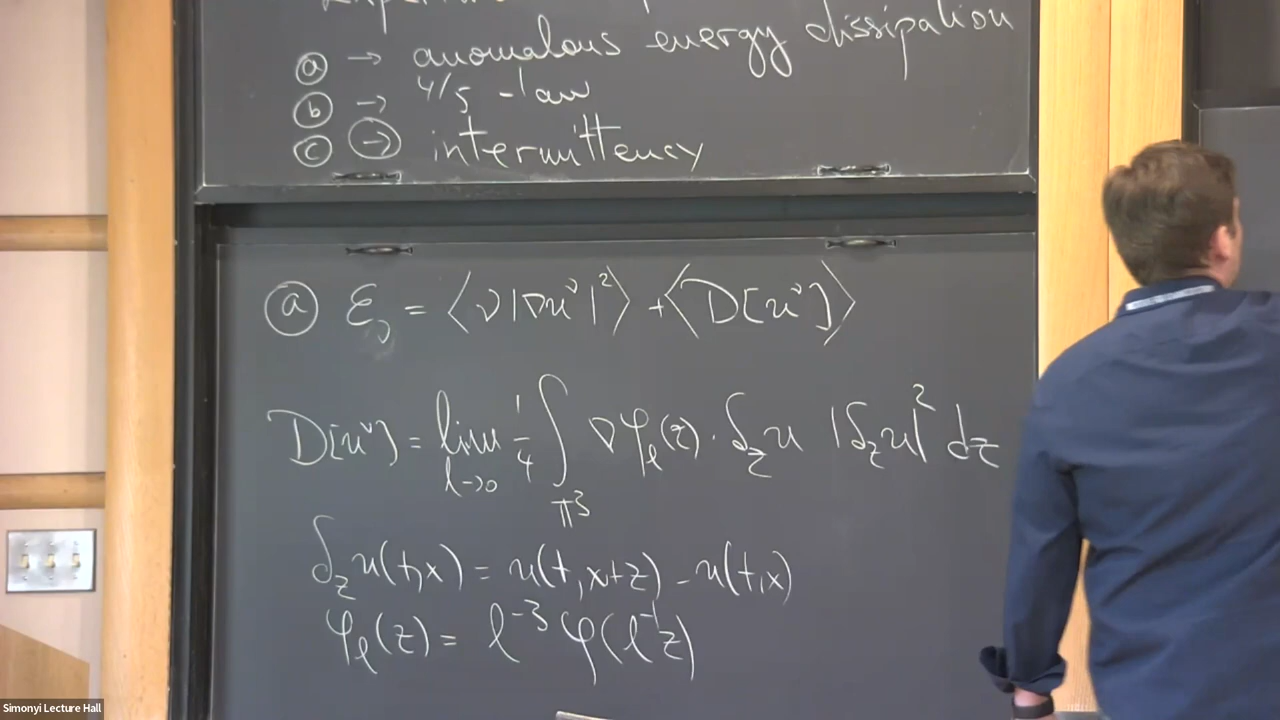 ⓐ → anomalous energy dissipation
ⓑ → 4/5-law
ⓒ → intermittency
ⓐ ε_ν = ⟨ν|∇u^ν|²⟩ + ⟨D[u^ν]⟩
D[u^ν] = lim_{l→0} 1/4 ∫_{𝕋³} ∇φ_ℓ(z) · δ_z u |δ_z u|² dz
δ_z u(t,x) = u(t,x+z) - u(t,x)
φ_ℓ(z) = ℓ^{-3} φ(ℓ^{-1}z)
Simonyi Lecture Hall